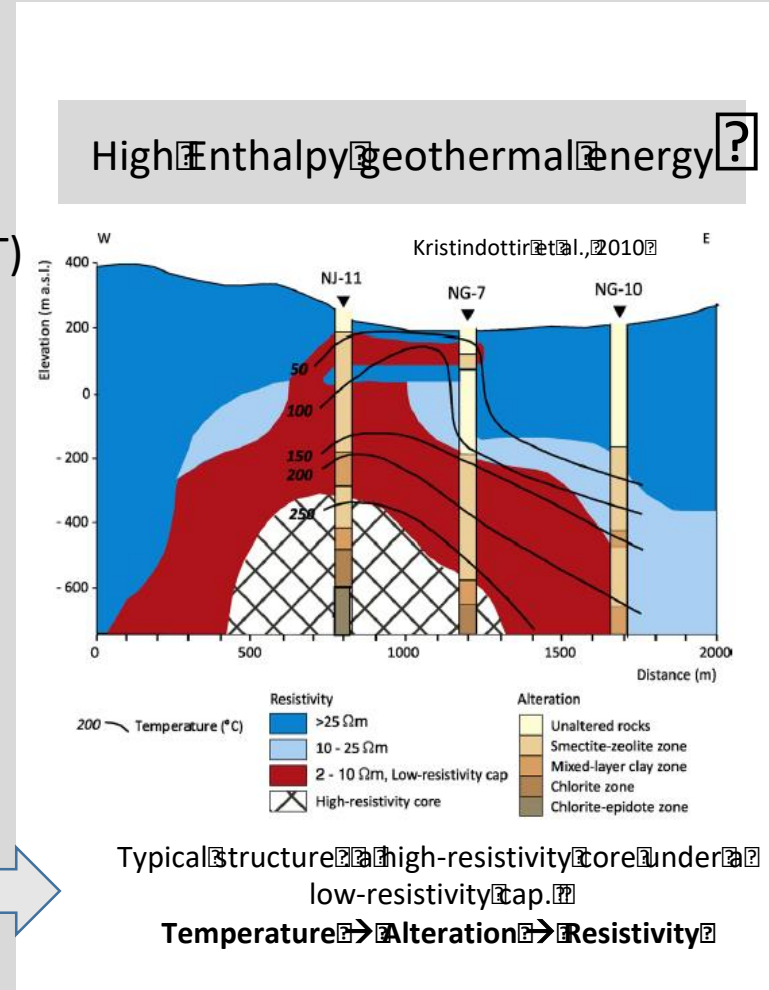 High Enthalpy geothermal energy
T)
Kristindottir et al., 2010
W
E
NJ-11
NG-7
NG-10
Elevation (m a.s.l.)
400
200
0
- 200
- 400
- 600
50
100
150
200
250
0
500
1000
1500
2000
Distance (m)
200 Temperature (°C)
Resistivity
>25 Ωm
10 - 25 Ωm
2 - 10 Ωm, Low-resistivity cap
High-resistivity core
Alteration
Unaltered rocks
Smectite-zeolite zone
Mixed-layer clay zone
Chlorite zone
Chlorite-epidote zone
Typical structure: a high-resistivity core under a
low-resistivity cap.
Temperature → Alteration → Resistivity